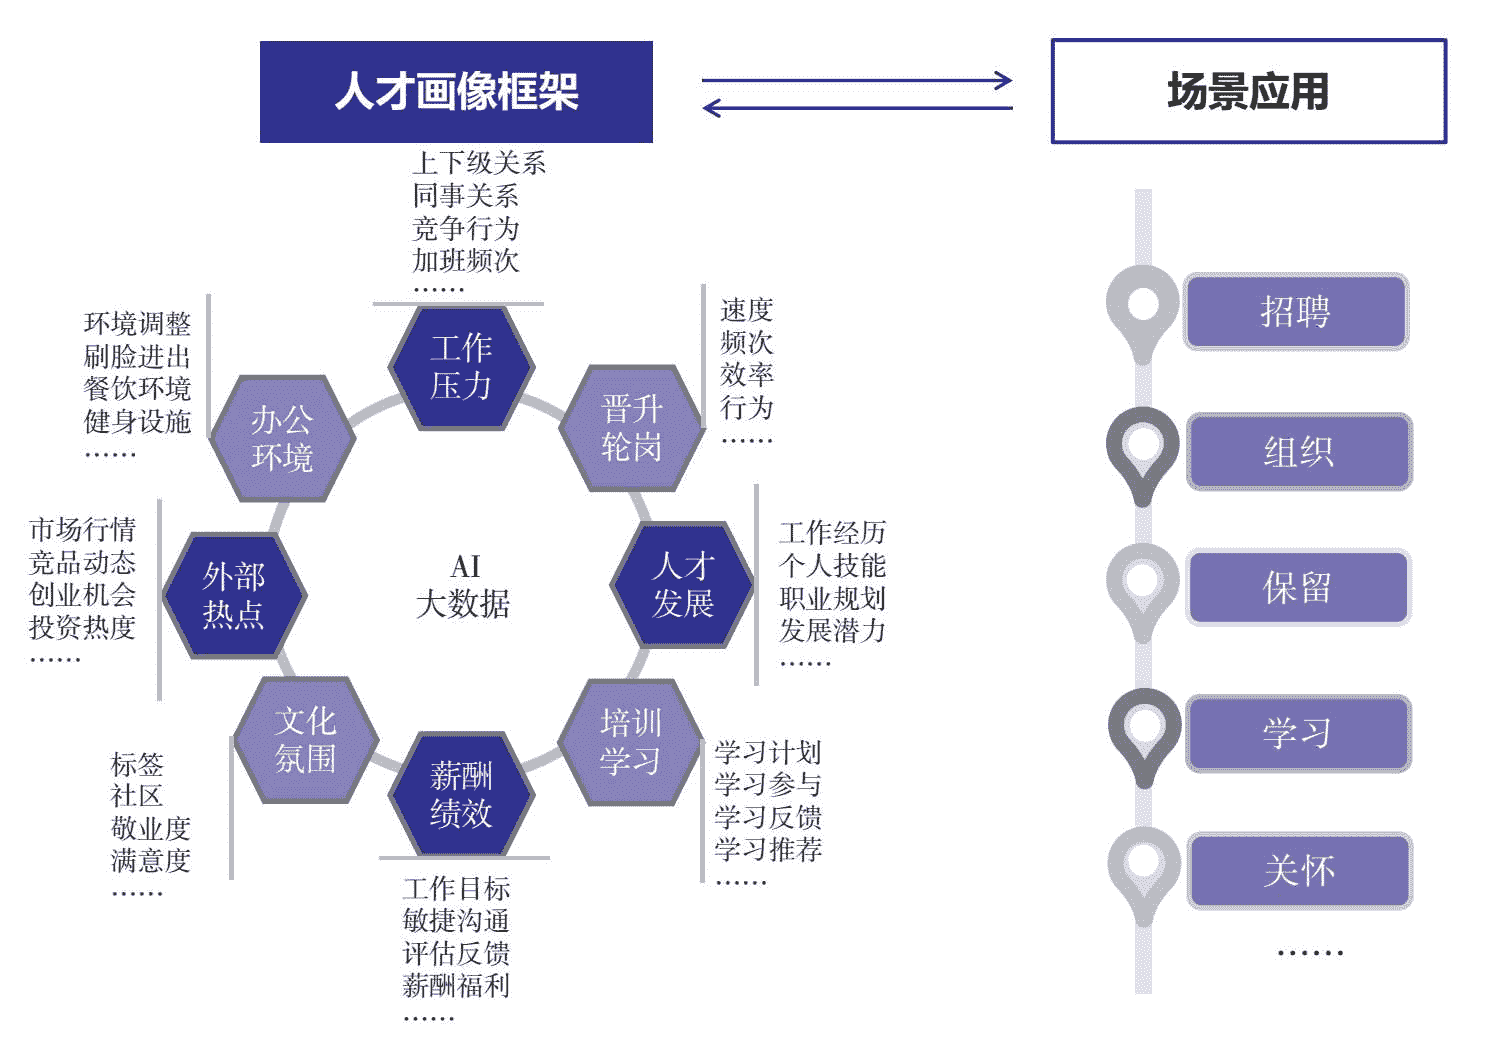 人才画像框架
场景应用
上下级关系
同事关系
竞争行为
加班频次
……
工作
压力
速度
频次
效率
行为
……
晋升
轮岗
工作经历
个人技能
职业规划
发展潜力
……
人才
发展
学习计划
学习参与
学习反馈
学习推荐
……
培训
学习
薪酬
绩效
工作目标
敏捷沟通
评估反馈
薪酬福利
……
文化
氛围
标签
社区
敬业度
满意度
……
外部
热点
市场行情
竞品动态
创业机会
投资热度
……
办公
环境
环境调整
刷脸进出
餐饮环境
健身设施
……
AI
大数据
招聘
组织
保留
学习
关怀
……